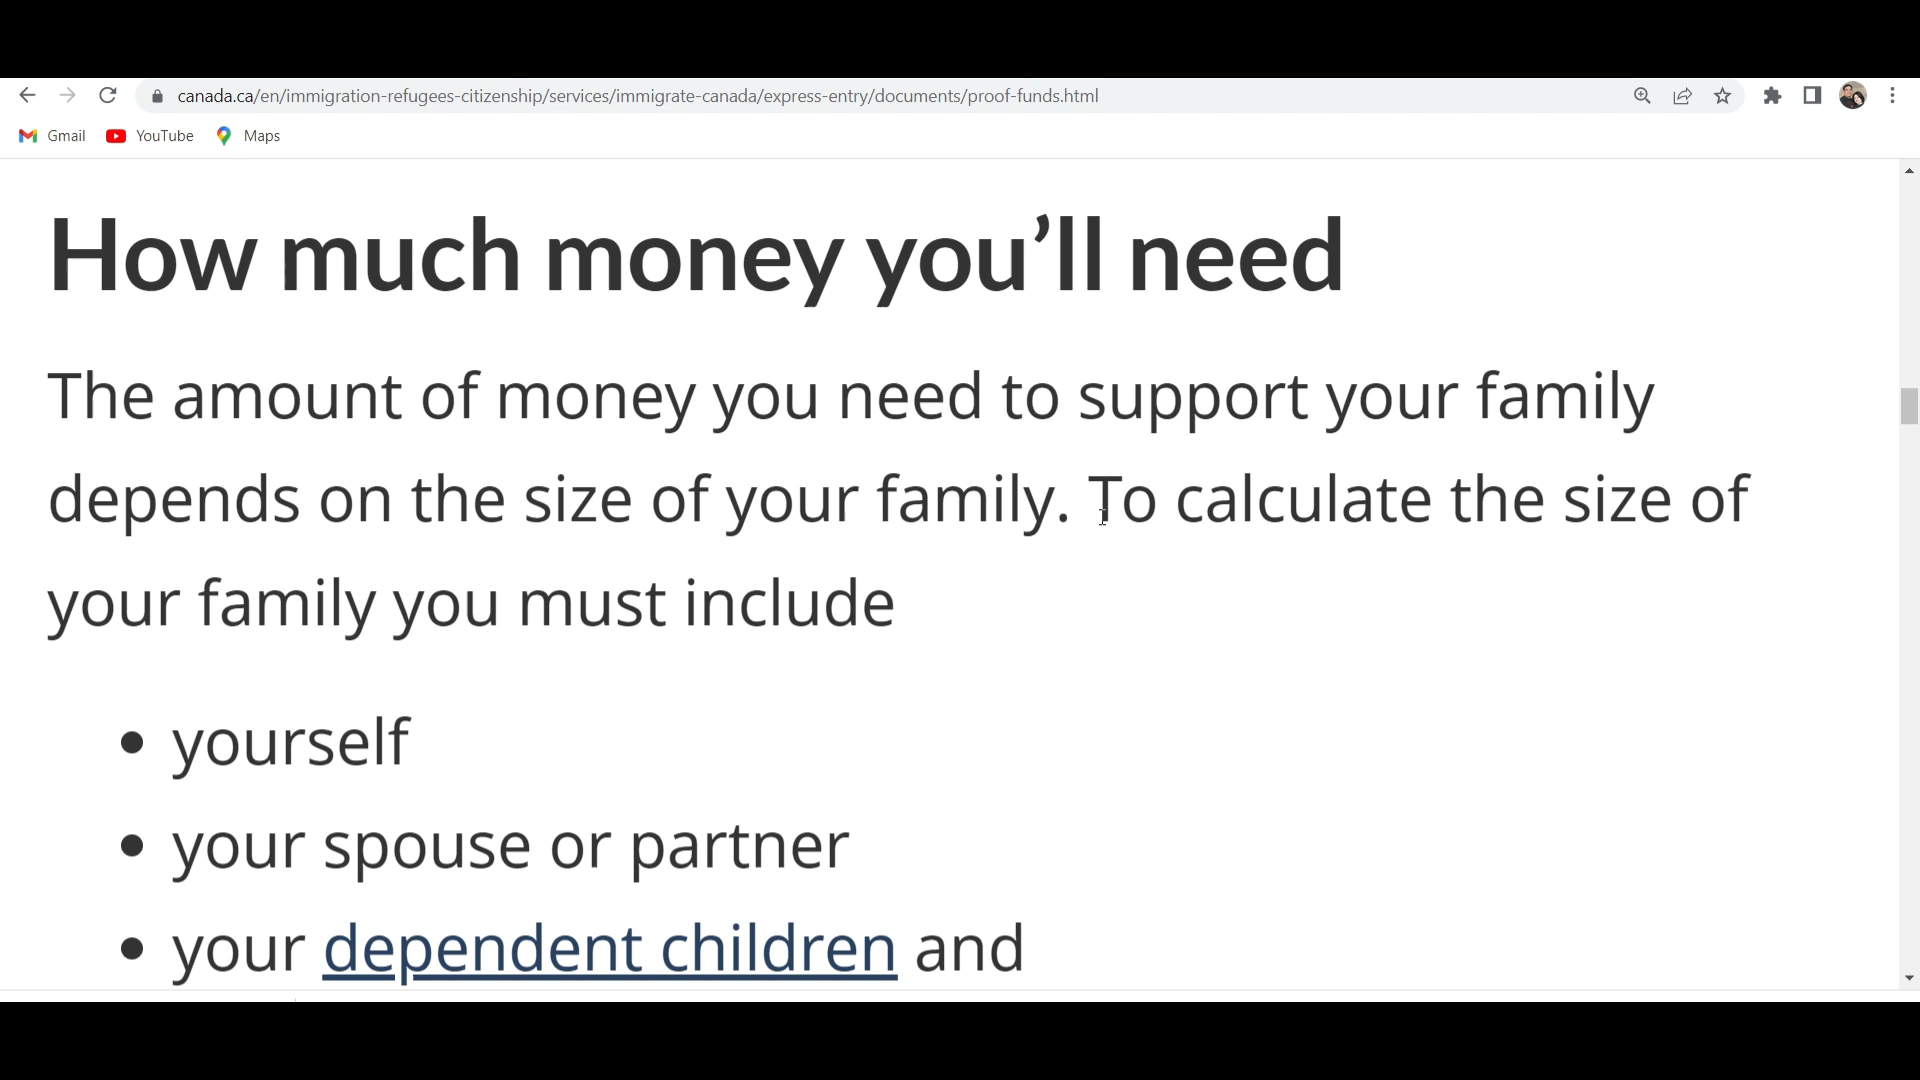 canada.ca/en/immigration-refugees-citizenship/services/immigrate-canada/express-entry/documents/proof-funds.html
Gmail YouTube Maps
How much money you’ll need
The amount of money you need to support your family
depends on the size of your family. To calculate the size of
your family you must include
• yourself
• your spouse or partner
• your dependent children and